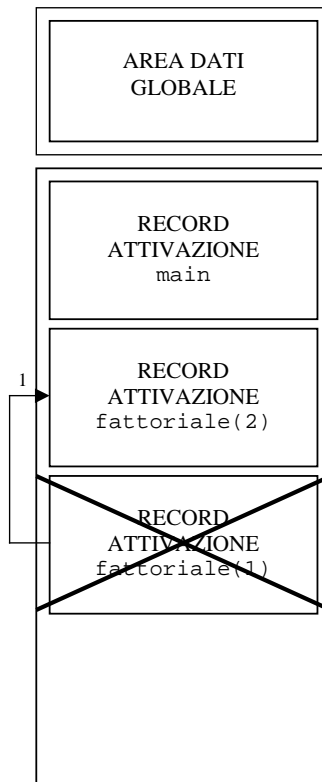 AREA DATI
GLOBALE
RECORD
ATTIVAZIONE
main
1
RECORD
ATTIVAZIONE
fattoriale(2)
RECORD
ATTIVAZIONE
fattoriale(1)